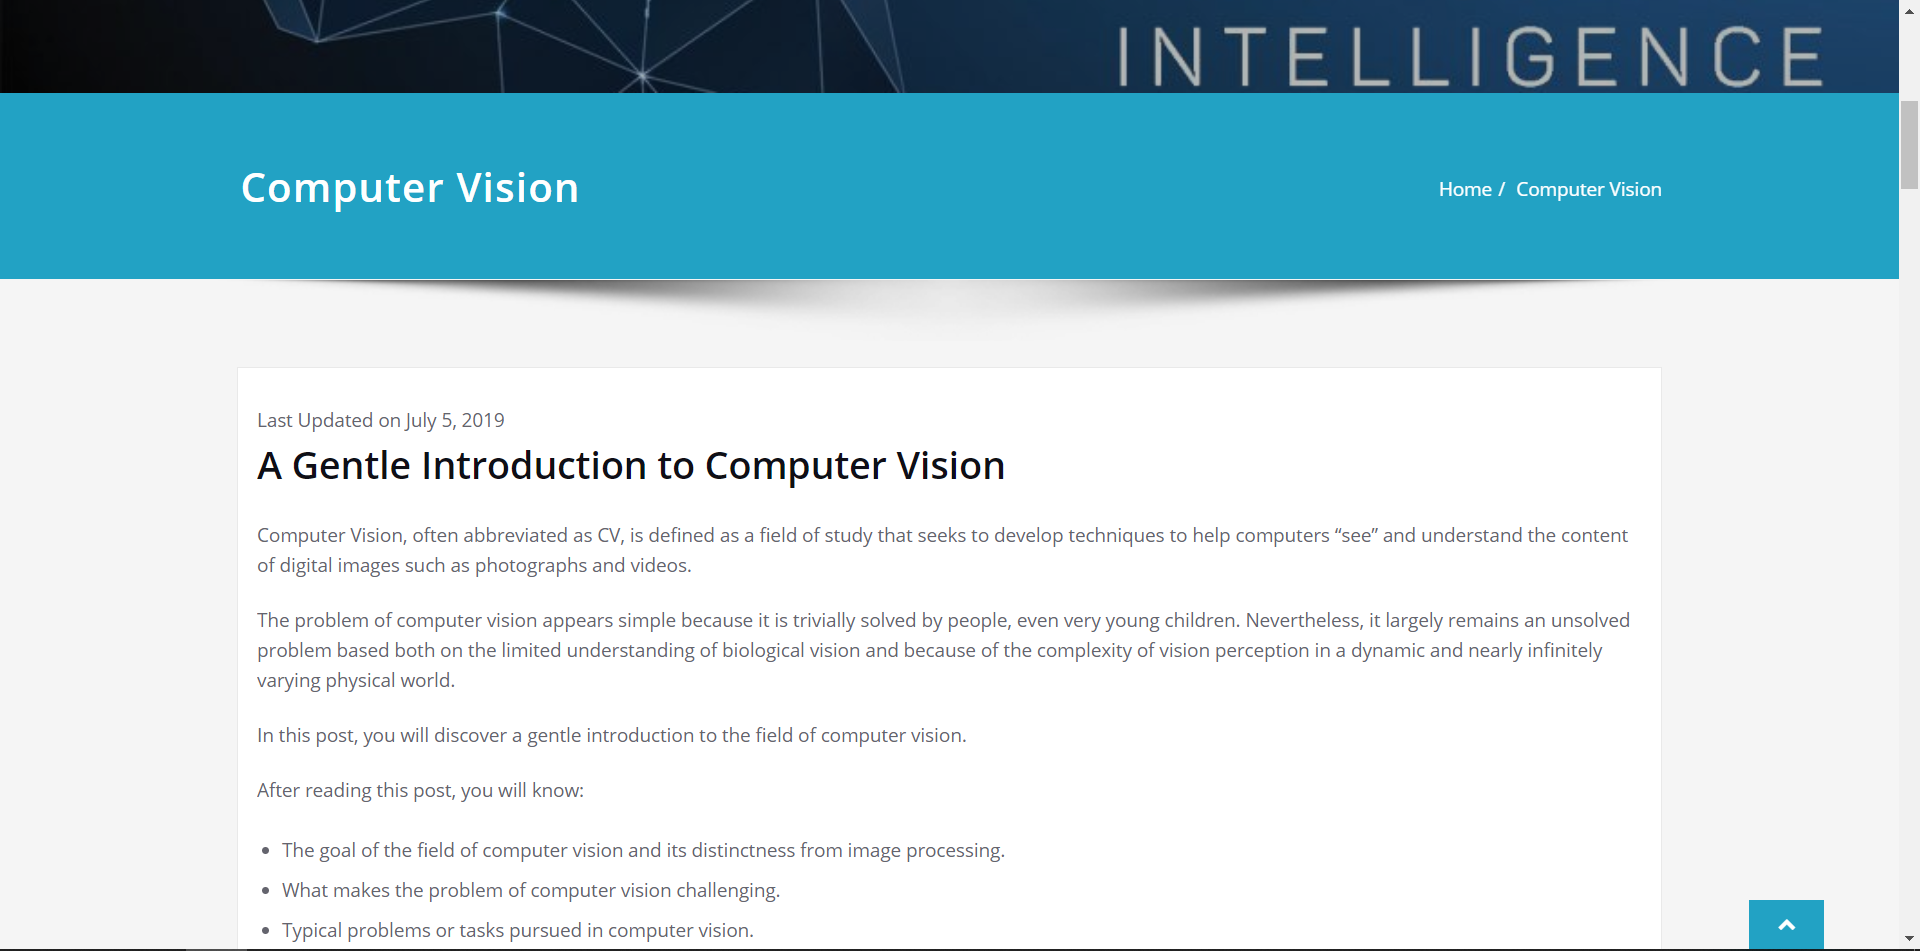 INTELLIGENCE
Computer Vision
Home / Computer Vision
Last Updated on July 5, 2019
A Gentle Introduction to Computer Vision
Computer Vision, often abbreviated as CV, is defined as a field of study that seeks to develop techniques to help computers “see” and understand the content
of digital images such as photographs and videos.
The problem of computer vision appears simple because it is trivially solved by people, even very young children. Nevertheless, it largely remains an unsolved
problem based both on the limited understanding of biological vision and because of the complexity of vision perception in a dynamic and nearly infinitely
varying physical world.
In this post, you will discover a gentle introduction to the field of computer vision.
After reading this post, you will know:
• The goal of the field of computer vision and its distinctness from image processing.
• What makes the problem of computer vision challenging.
• Typical problems or tasks pursued in computer vision.